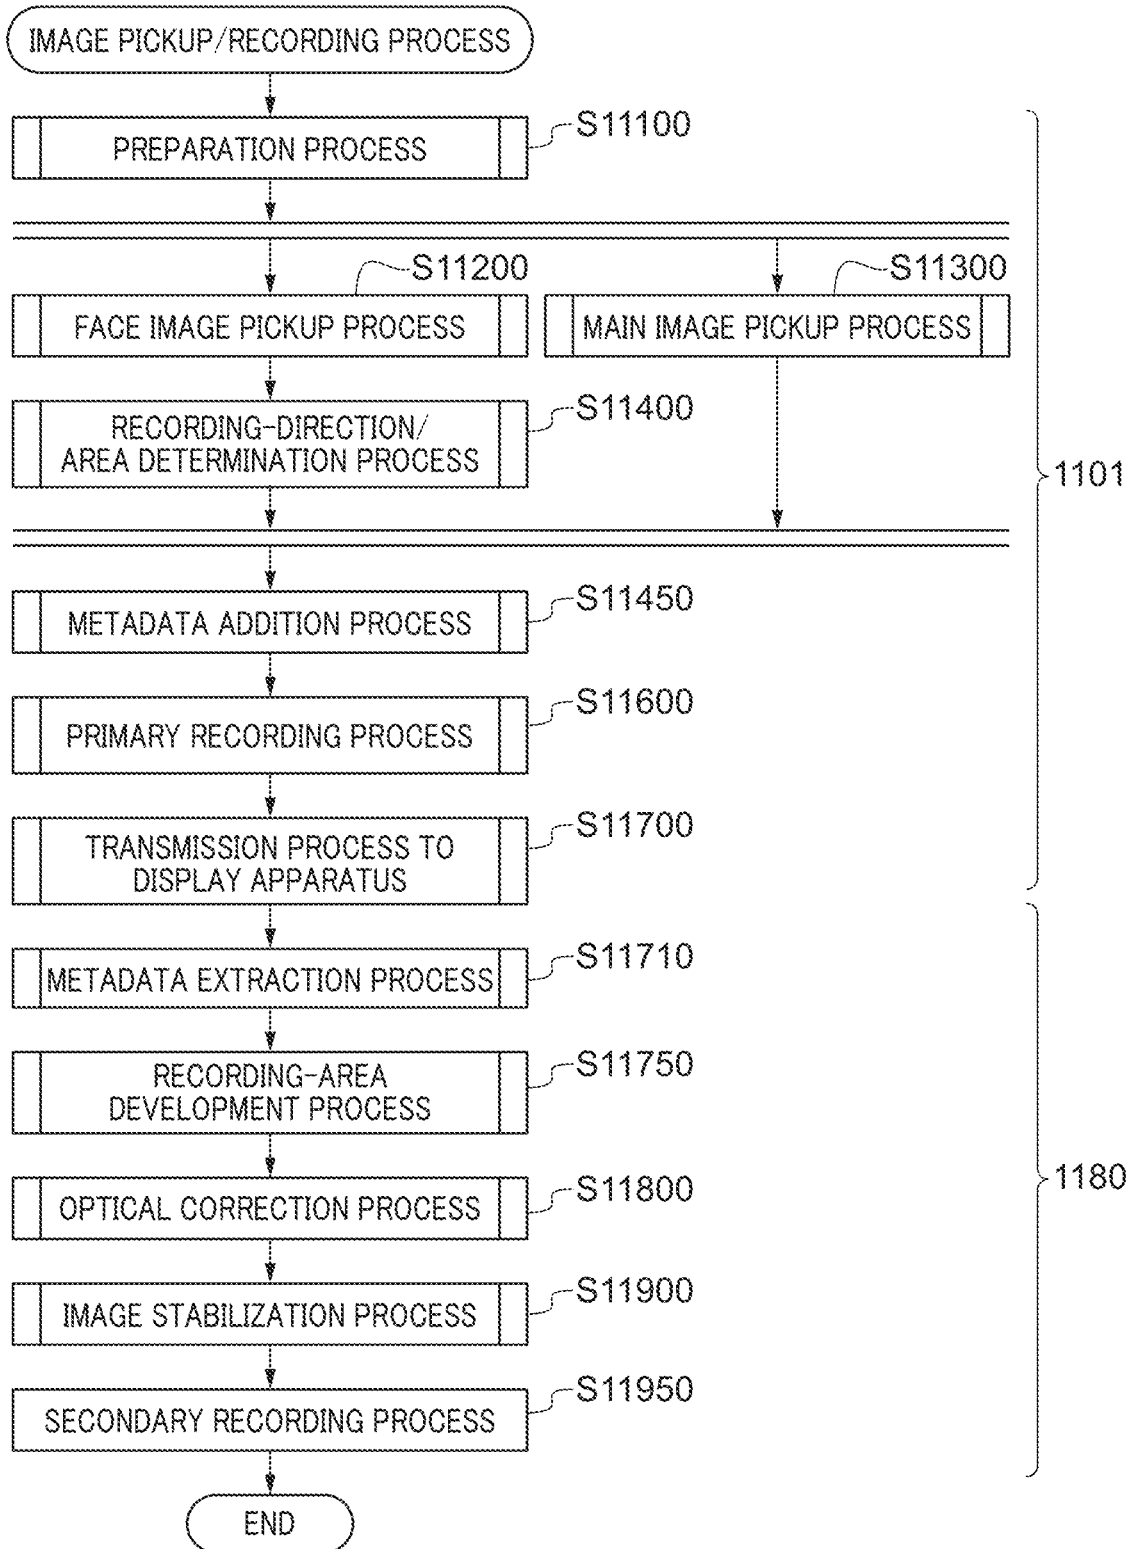 IMAGE PICKUP/RECORDING PROCESS
S11100
PREPARATION PROCESS
S11200
S11300
FACE IMAGE PICKUP PROCESS
MAIN IMAGE PICKUP PROCESS
S11400
RECORDING-DIRECTION/
AREA DETERMINATION PROCESS
1101
S11450
METADATA ADDITION PROCESS
S11600
PRIMARY RECORDING PROCESS
S11700
TRANSMISSION PROCESS TO
DISPLAY APPARATUS
S11710
METADATA EXTRACTION PROCESS
S11750
RECORDING-AREA
DEVELOPMENT PROCESS
1180
S11800
OPTICAL CORRECTION PROCESS
S11900
IMAGE STABILIZATION PROCESS
S11950
SECONDARY RECORDING PROCESS
END